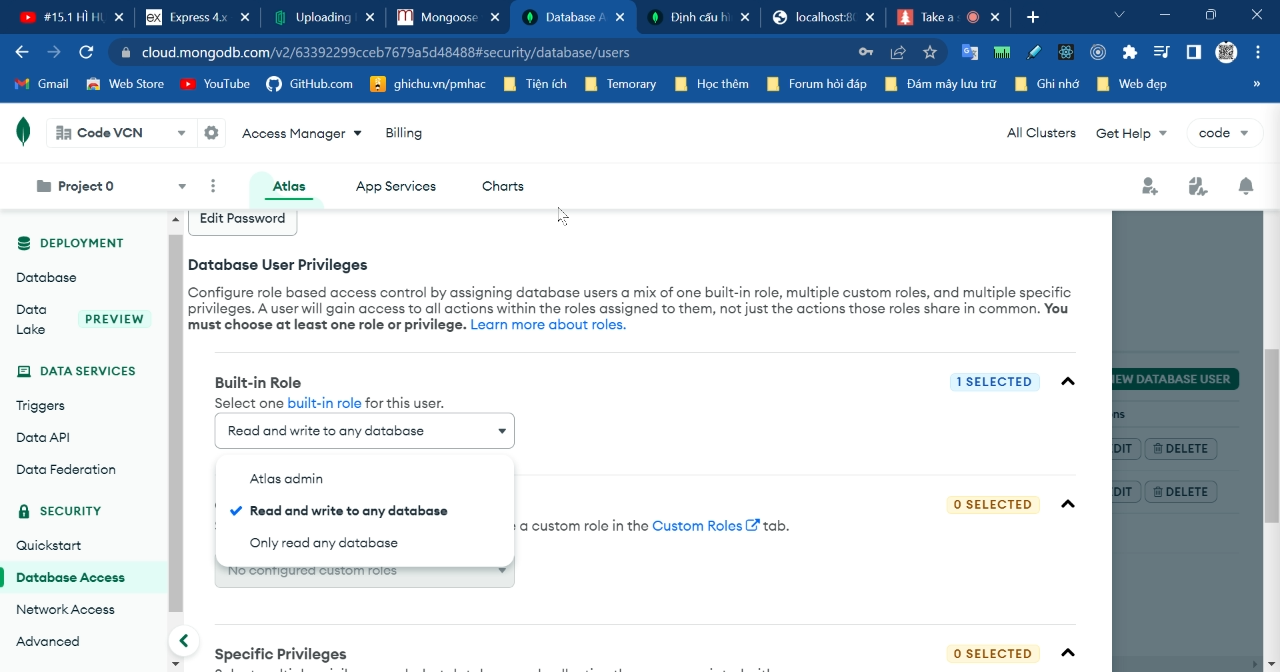 #15.1 HÌ H
Express 4.x
Uploading
Mongoose
Database A
Định cấu h
localhost:80
Take a s
cloud.mongodb.com/v2/63392299cceb7679a5d48488#security/database/users
Gmail
Web Store
YouTube
GitHub.com
ghichu.vn/pmhac
Tiện ích
Temorary
Học thêm
Forum hỏi đáp
Đám mây lưu trữ
Ghi nhớ
Web đẹp
»
Code VCN
Access Manager
Billing
All Clusters
Get Help
code
Project 0
Atlas
App Services
Charts
DEPLOYMENT
Database
Data Lake
PREVIEW
DATA SERVICES
Triggers
Data API
Data Federation
SECURITY
Quickstart
Database Access
Network Access
Advanced
Edit Password
Database User Privileges
Configure role based access control by assigning database users a mix of one built-in role, multiple custom roles, and multiple specific
privileges. A user will gain access to all actions within the roles assigned to them, not just the actions those roles share in common. You
must choose at least one role or privilege. Learn more about roles.
Built-in Role
1 SELECTED
Select one built-in role for this user.
Read and write to any database
Atlas admin
Read and write to any database
Only read any database
0 SELECTED
e a custom role in the Custom Roles tab.
No configured custom roles
Specific Privileges
0 SELECTED
NEW DATABASE USER
ns
EDIT
DELETE
EDIT
DELETE